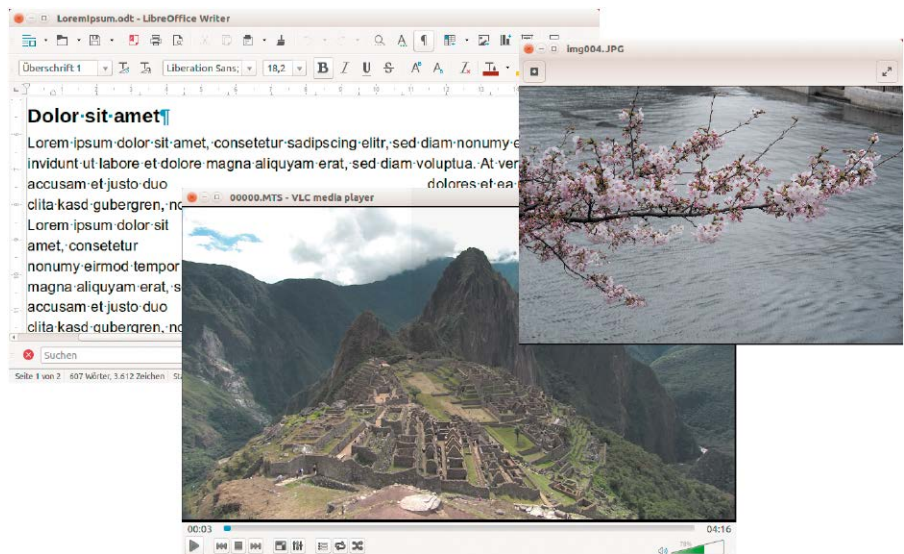 LoremIpsum.odt - LibreOffice Writer
Überschrift 1 Liberation Sans; 18,2 B I U S
Dolor·sit·amet¶
Lorem·ipsum·dolor·sit·amet,·consetetur·sadipscing·elitr,·sed·diam·nonumy·e
invidunt·ut·labore·et·dolore·magna·aliquyam·erat,·sed·diam·voluptua.·At·ver
accusam·et·justo·duo dolores·et·ea·
clita·kasd·gubergren,·no
Lorem·ipsum·dolor·sit
amet,·consetetur
nonumy·eirmod·tempor
magna·aliquyam·erat,·s
accusam·et·justo·duo
clita·kasd·gubergren,·no
Suchen
Seite 1 von 2 607 Wörter, 3.612 Zeichen Sta
img004.JPG
00000.MTS - VLC media player
00:03 04:16
78%